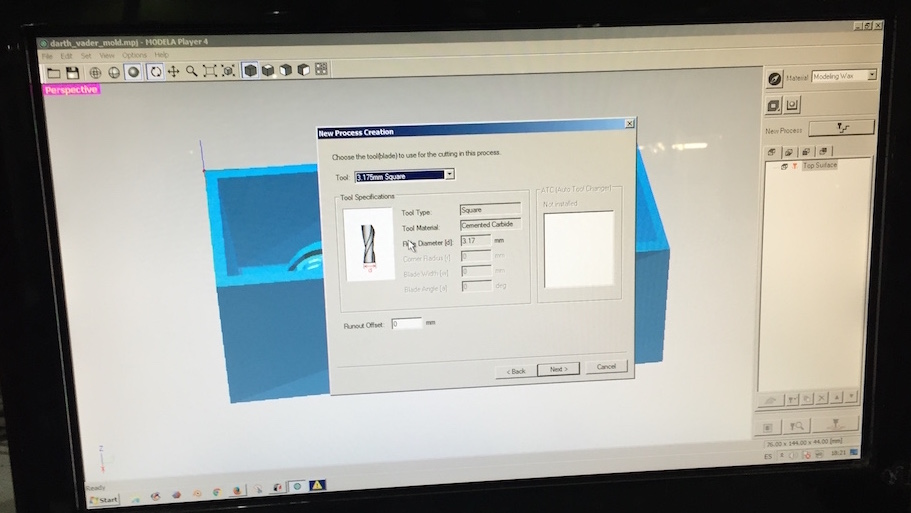 darth_vader_mold.mpj - MODELA Player 4
File Edit Set View Options Help
Perspective
Material Modeling Wax
New Process
Top Surface
New Process Creation
Choose the tool(blade) to use for the cutting in this process.
Tool: 3.175mm Square
Tool Specifications
Tool Type: Square
Tool Material: Cemented Carbide
Diameter [d]: 3.17 mm
Corner Radius [r] 0 mm
Blade Width [w] 0 mm
Blade Angle [a] 0 deg
ATC (Auto Tool Changer)
Not installed.
Runout Offset: 0 mm
< Back Next > Cancel
76.00 x 144.00 x 44.00 [mm]
Ready
Start
ES 18:21